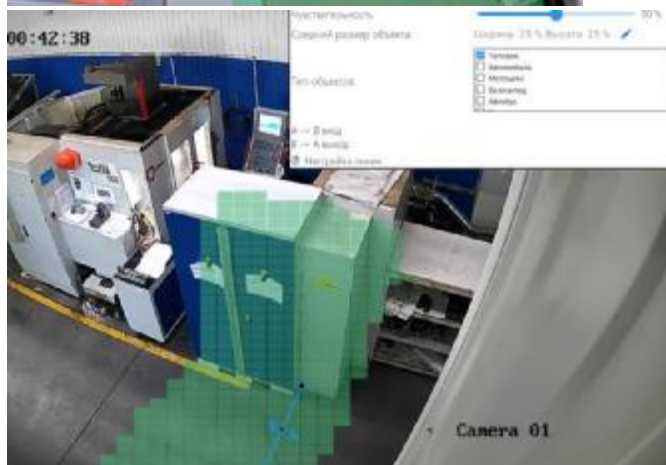 00:42:38
Чувствительность
50 %
Средний размер объекта:
Ширина: 25 % Высота: 25 %
Человек
Автомобиль
Мотоцикл
Велосипед
Автобус
Тип объектов:
A -> B вход
B -> A выход
Настройка линии
Camera 01